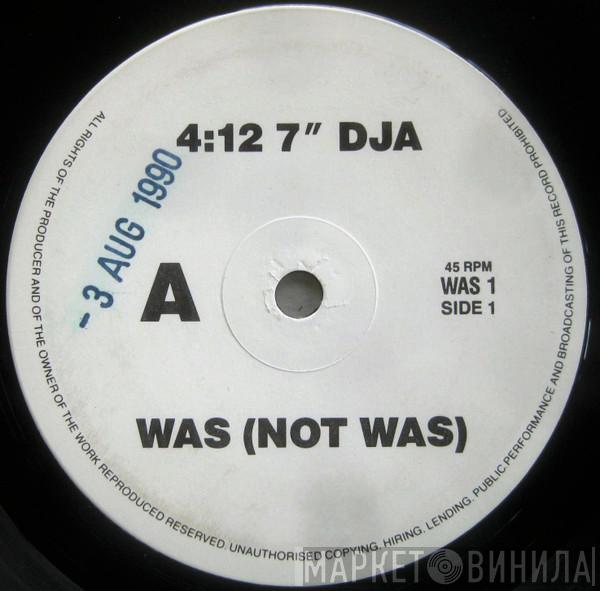 4:12 7" DJA
- 3 AUG 1990
A
45 RPM
WAS 1
SIDE 1
WAS (NOT WAS)
ALL RIGHTS OF THE PRODUCER AND OF THE OWNER OF THE WORK REPRODUCED RESERVED. UNAUTHORISED COPYING, HIRING, LENDING, PUBLIC PERFORMANCE AND BROADCASTING OF THIS RECORD PROHIBITED
МАРКЕТ ВИНИЛА